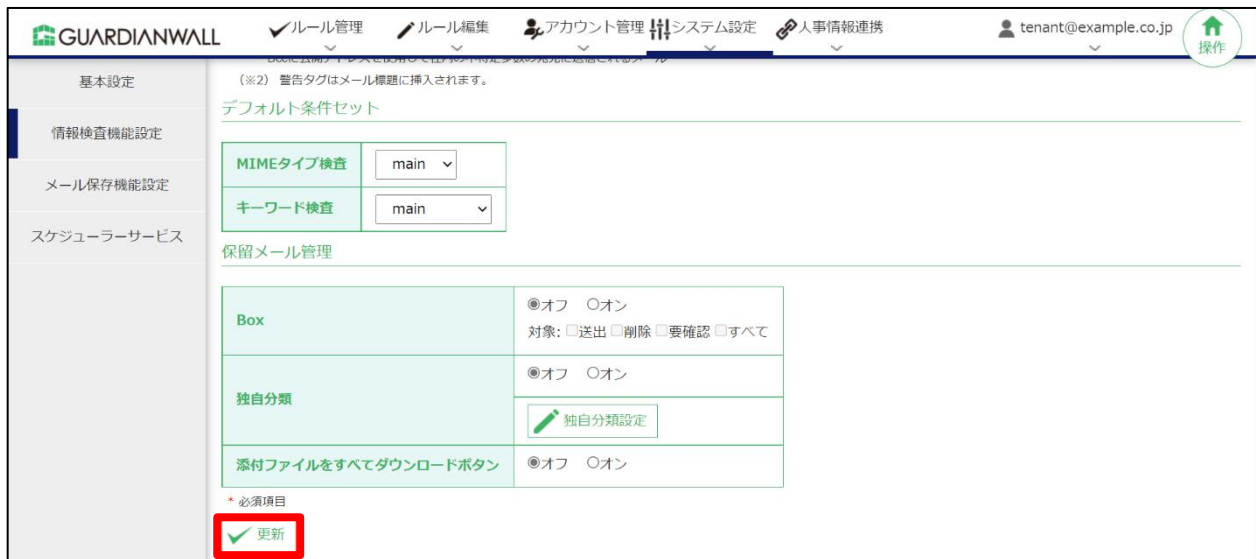 GUARDIANWALL
ルール管理
ルール編集
アカウント管理
システム設定
人事情報連携
tenant@example.co.jp
操作
基本設定
情報検査機能設定
メール保存機能設定
スケジューラーサービス
（※2） 警告タグはメール標題に挿入されます。
デフォルト条件セット
MIMEタイプ検査 main
キーワード検査 main
保留メール管理
Box
オフ オン
対象: 送出 削除 要確認 すべて
独自分類
オフ オン
独自分類設定
添付ファイルをすべてダウンロードボタン オフ オン
* 必須項目
更新